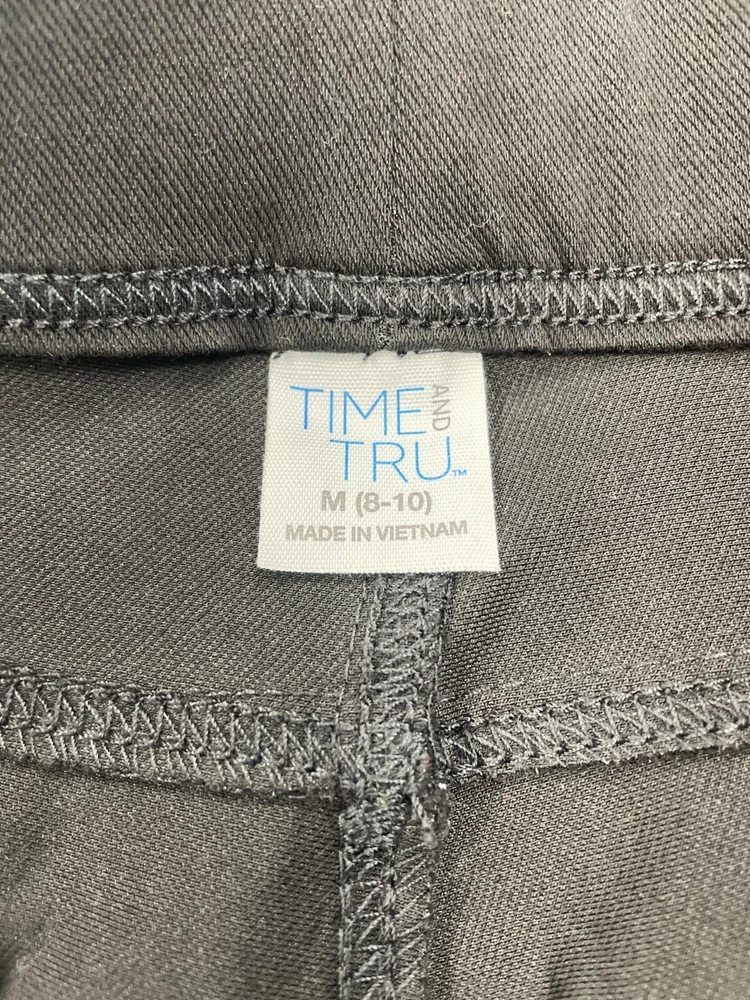 TIME AND
TRU™
M (8-10)
MADE IN VIETNAM